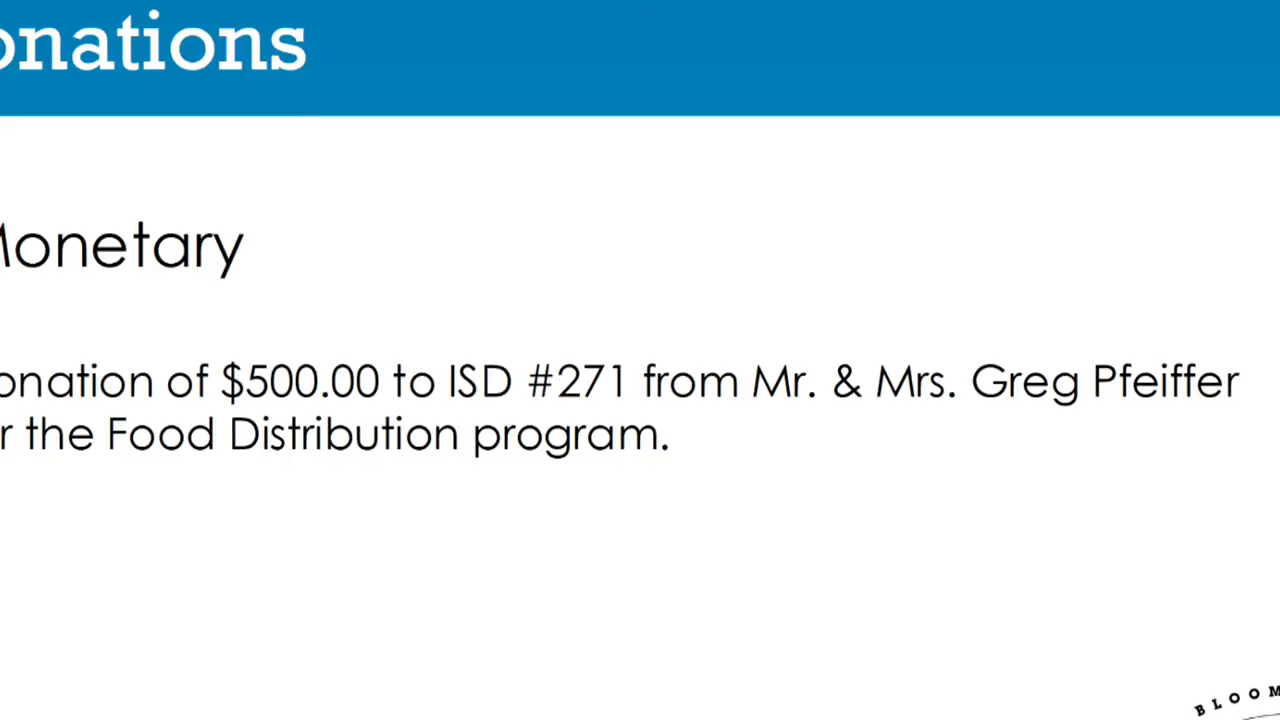 onations
Monetary
onation of $500.00 to ISD #271 from Mr. & Mrs. Greg Pfeiffer
r the Food Distribution program.
BLOOM